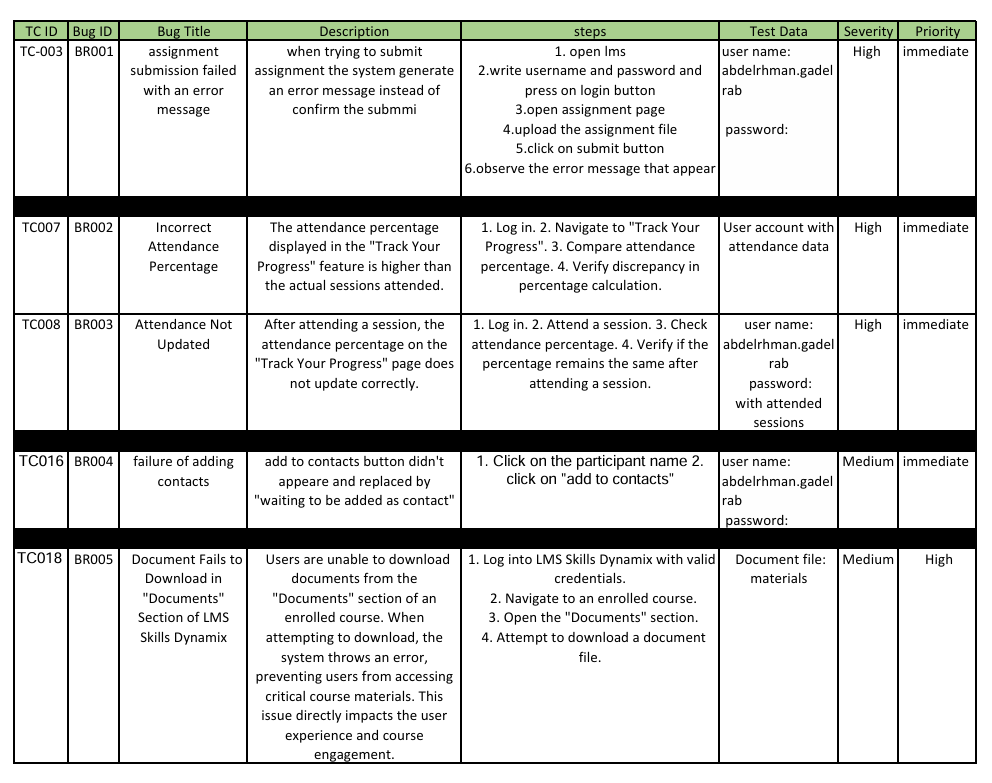 TC ID Bug ID Bug Title Description steps Test Data Severity Priority
TC-003
BR001
assignment
submission failed
with an error
message
when trying to submit
assignment the system generate
an error message instead of
confirm the submmi
1. open lms
2.write username and password and
press on login button
3.open assignment page
4.upload the assignment file
5.click on submit button
6.observe the error message that appear
user name:
abdelrhman.gadel
rab
password:
High
immediate
TC007
BR002
Incorrect
Attendance
Percentage
The attendance percentage
displayed in the "Track Your
Progress" feature is higher than
the actual sessions attended.
1. Log in. 2. Navigate to "Track Your
Progress". 3. Compare attendance
percentage. 4. Verify discrepancy in
percentage calculation.
User account with
attendance data
High
immediate
TC008
BR003
Attendance Not
Updated
After attending a session, the
attendance percentage on the
"Track Your Progress" page does
not update correctly.
1. Log in. 2. Attend a session. 3. Check
attendance percentage. 4. Verify if the
percentage remains the same after
attending a session.
user name:
abdelrhman.gadel
rab
password:
with attended
sessions
High
immediate
TC016
BR004
failure of adding
contacts
add to contacts button didn't
appeare and replaced by
"waiting to be added as contact"
1. Click on the participant name 2.
click on "add to contacts"
user name:
abdelrhman.gadel
rab
password:
Medium
immediate
TC018
BR005
Document Fails to
Download in
"Documents"
Section of LMS
Skills Dynamix
Users are unable to download
documents from the
"Documents" section of an
enrolled course. When
attempting to download, the
system throws an error,
preventing users from accessing
critical course materials. This
issue directly impacts the user
experience and course
engagement.
1. Log into LMS Skills Dynamix with valid
credentials.
2. Navigate to an enrolled course.
3. Open the "Documents" section.
4. Attempt to download a document
file.
Document file:
materials
Medium
High